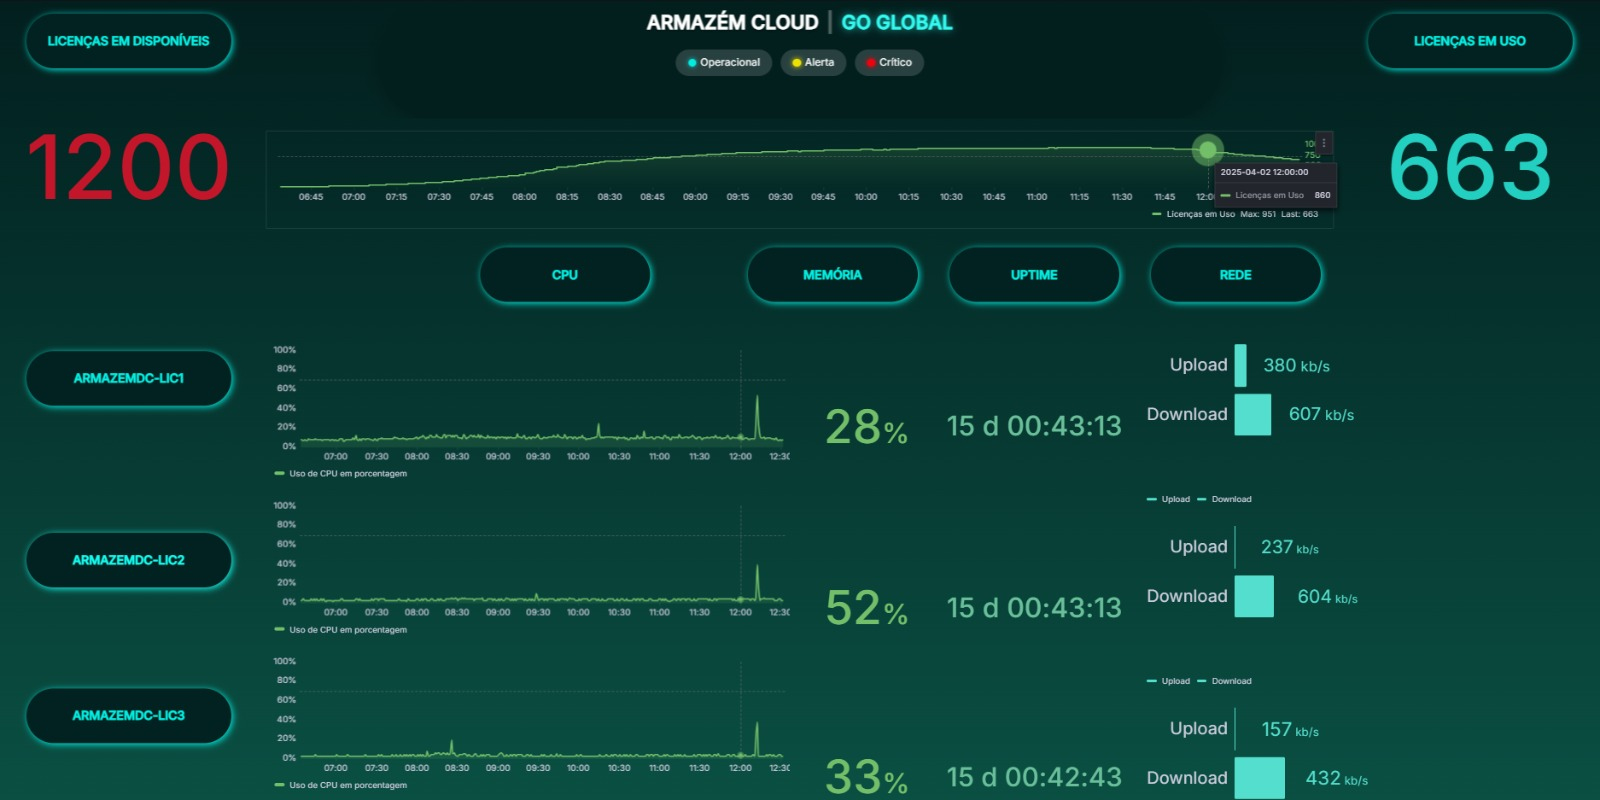 ARMAZÉM CLOUD | GO GLOBAL
LICENÇAS EM DISPONÍVEIS
LICENÇAS EM USO
Operacional Alerta Crítico
1200
663
750
06:45 07:00 07:15 07:30 07:45 08:00 08:15 08:30 08:45 09:00 09:15 09:30 09:45 10:00 10:15 10:30 10:45 11:00 11:15 11:30 11:45
2025-04-02 12:00:00
Licenças em Uso 860
Licenças em Uso Max: 951 Last: 663
CPU
MEMÓRIA
UPTIME
REDE
ARMAZEMDC-LIC1
100%
80%
60%
40%
20%
0%
07:00 07:30 08:00 08:30 09:00 09:30 10:00 10:30 11:00 11:30 12:00 12:30
Uso de CPU em porcentagem
28%
15 d 00:43:13
Upload 380 kb/s
Download 607 kb/s
Upload Download
ARMAZEMDC-LIC2
100%
80%
60%
40%
20%
0%
07:00 07:30 08:00 08:30 09:00 09:30 10:00 10:30 11:00 11:30 12:00 12:30
Uso de CPU em porcentagem
52%
15 d 00:43:13
Upload 237 kb/s
Download 604 kb/s
Upload Download
ARMAZEMDC-LIC3
100%
80%
60%
40%
20%
0%
07:00 07:30 08:00 08:30 09:00 09:30 10:00 10:30 11:00 11:30 12:00 12:30
Uso de CPU em porcentagem
33%
15 d 00:42:43
Upload 157 kb/s
Download 432 kb/s